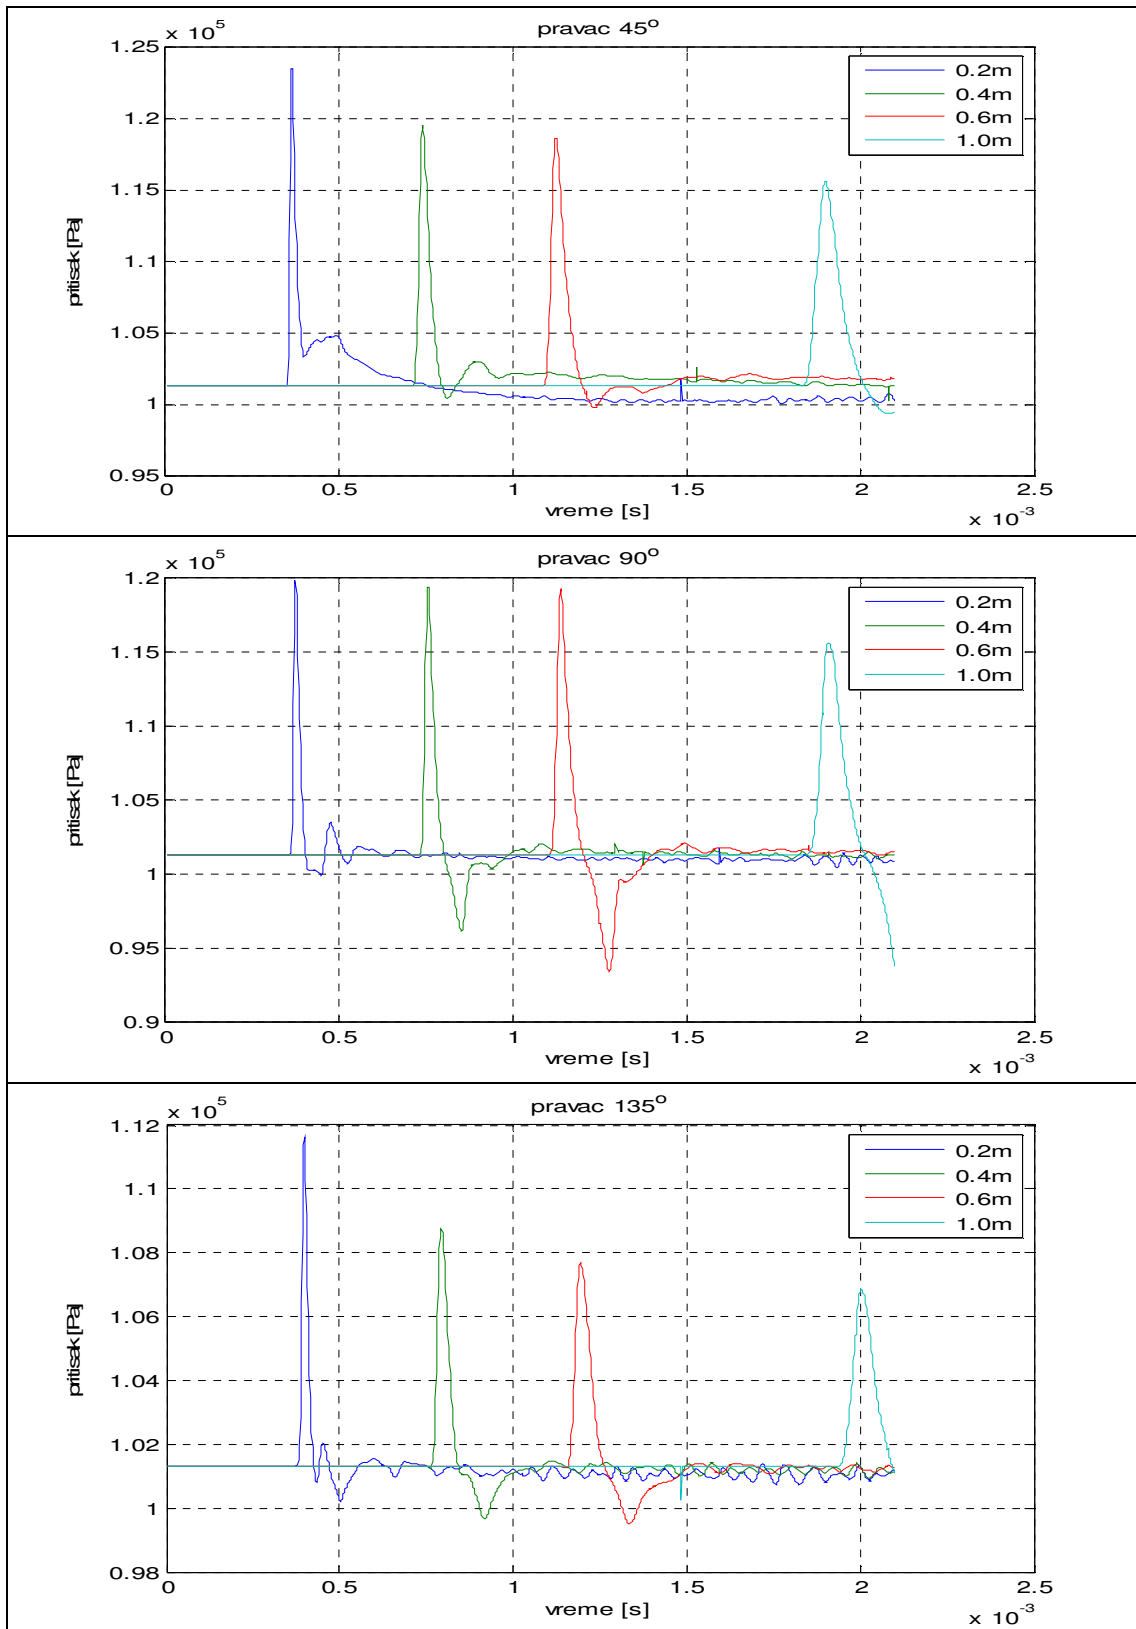 pravac 45o
x 10^5
1.25
1.2
1.15
1.1
1.05
1
0.95
pritisak [Pa]
0.2m
0.4m
0.6m
1.0m
0 0.5 1 1.5 2 2.5
vreme [s]
x 10^-3
pravac 90o
x 10^5
1.2
1.15
1.1
1.05
1
0.95
0.9
pritisak [Pa]
0.2m
0.4m
0.6m
1.0m
0 0.5 1 1.5 2 2.5
vreme [s]
x 10^-3
pravac 135o
x 10^5
1.12
1.1
1.08
1.06
1.04
1.02
1
0.98
pritisak [Pa]
0.2m
0.4m
0.6m
1.0m
0 0.5 1 1.5 2 2.5
vreme [s]
x 10^-3